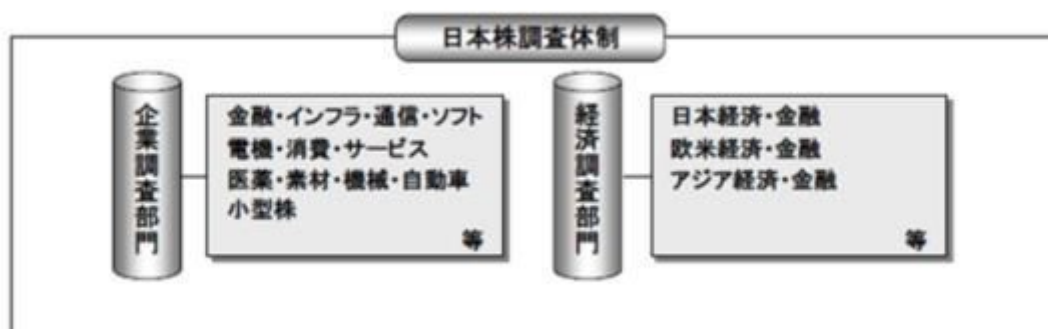 日本株調査体制
企業調査部門
金融・インフラ・通信・ソフト
電機・消費・サービス
医薬・素材・機械・自動車
小型株
等
経済調査部門
日本経済・金融
欧米経済・金融
アジア経済・金融
等